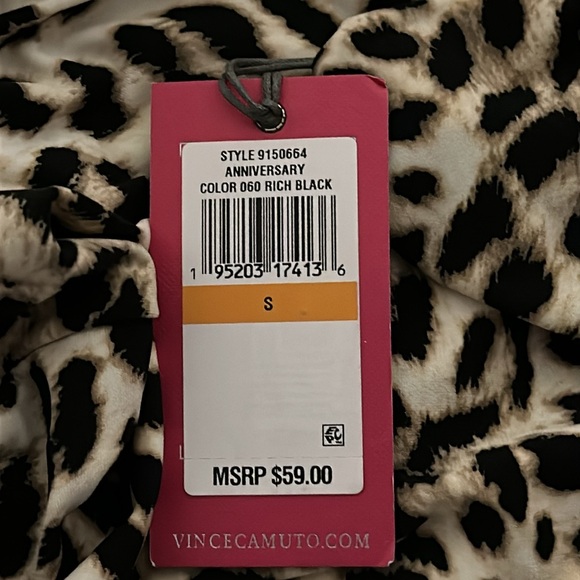 STYLE 9150664
ANNIVERSARY
COLOR 060 RICH BLACK
1 95203 17413 6
S
MSRP $59.00
VINCECAMUTO.COM